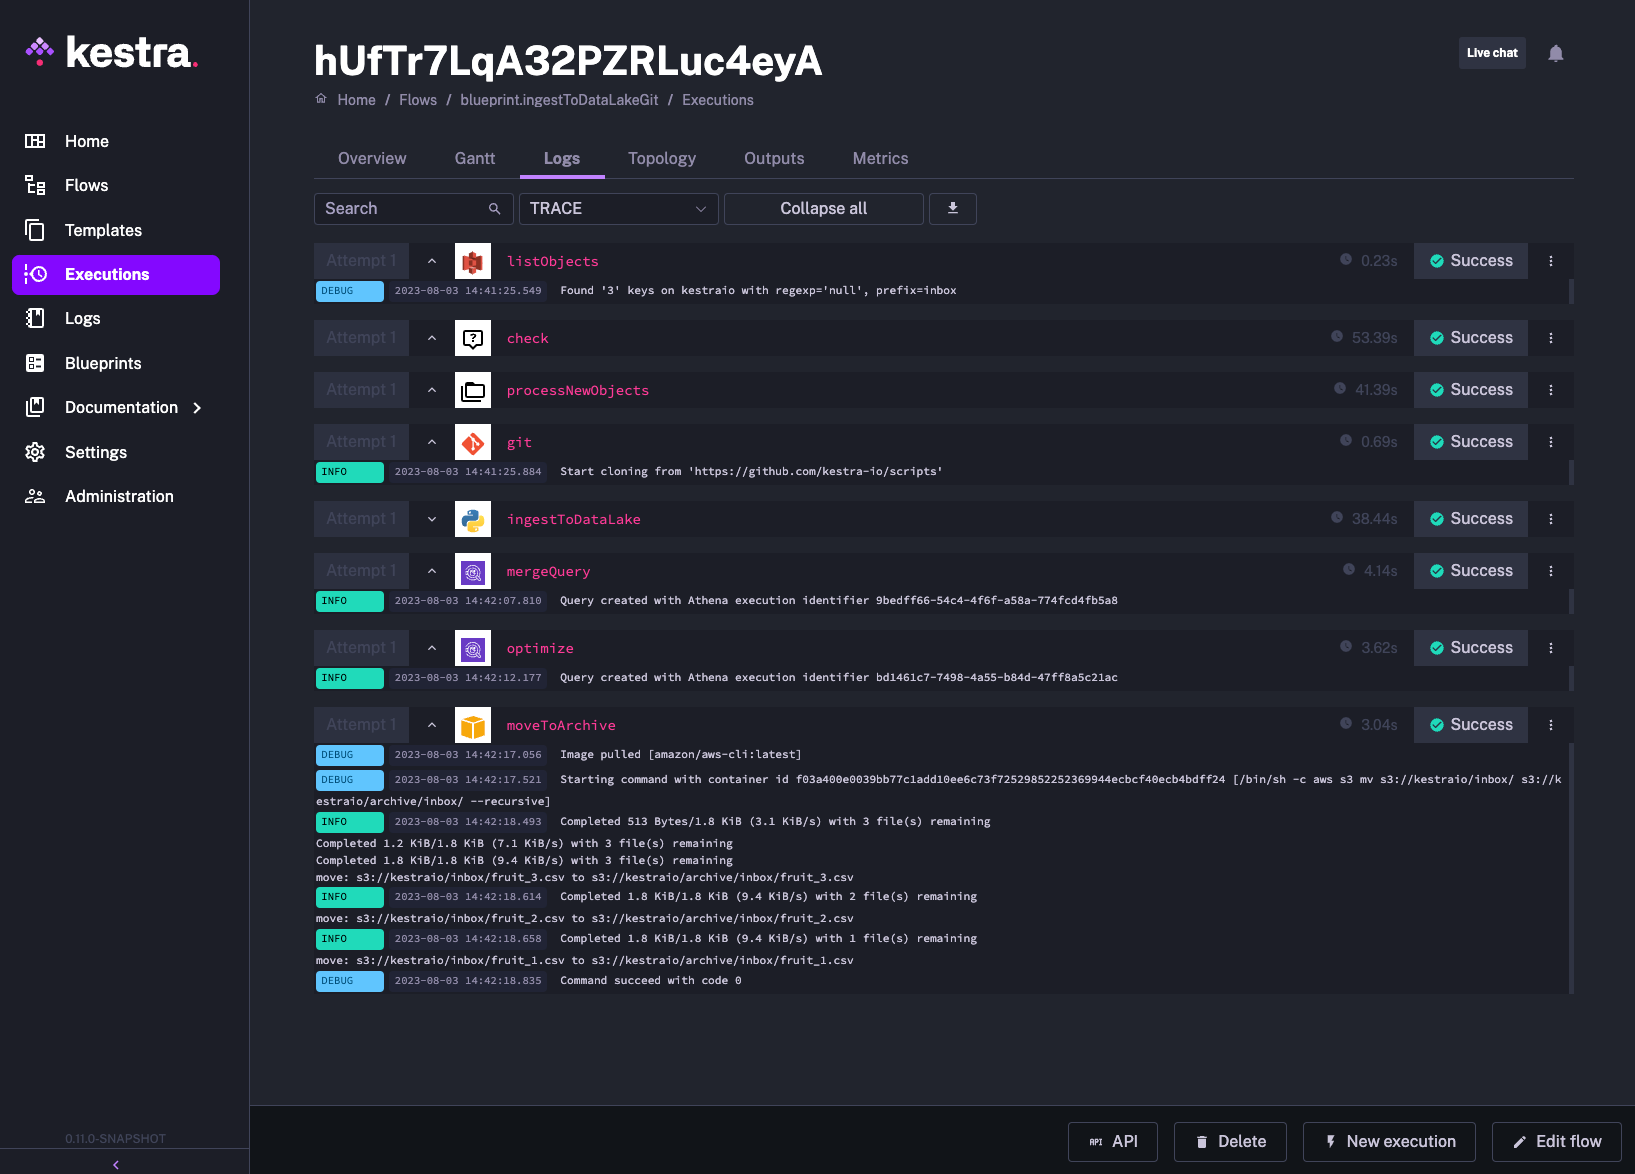 kestra.
Home
Flows
Templates
Executions
Logs
Blueprints
Documentation
Settings
Administration
0.11.0-SNAPSHOT
hUfTr7LqA32PZRLuc4eyA
Live chat
Home / Flows / blueprint.ingestToDataLakeGit / Executions
Overview Gantt Logs Topology Outputs Metrics
Search TRACE Collapse all
Attempt 1 listObjects 0.23s Success
DEBUG 2023-08-03 14:41:25.549 Found '3' keys on kestraio with regexp='null', prefix=inbox
Attempt 1 check 53.39s Success
Attempt 1 processNewObjects 41.39s Success
Attempt 1 git 0.69s Success
INFO 2023-08-03 14:41:25.884 Start cloning from 'https://github.com/kestra-io/scripts'
Attempt 1 ingestToDataLake 38.44s Success
Attempt 1 mergeQuery 4.14s Success
INFO 2023-08-03 14:42:07.810 Query created with Athena execution identifier 9bedff66-54c4-4f6f-a58a-774fcd4fb5a8
Attempt 1 optimize 3.62s Success
INFO 2023-08-03 14:42:12.177 Query created with Athena execution identifier bd1461c7-7498-4a55-b84d-47ff8a5c21ac
Attempt 1 moveToArchive 3.04s Success
DEBUG 2023-08-03 14:42:17.056 Image pulled [amazon/aws-cli:latest]
DEBUG 2023-08-03 14:42:17.521 Starting command with container id f03a400e0039bb77c1add10ee6c73f72529852252369944ecbcf40ecb4bdff24 [/bin/sh -c aws s3 mv s3://kestraio/inbox/ s3://k
estraio/archive/inbox/ --recursive]
INFO 2023-08-03 14:42:18.493 Completed 513 Bytes/1.8 KiB (3.1 KiB/s) with 3 file(s) remaining
Completed 1.2 KiB/1.8 KiB (7.1 KiB/s) with 3 file(s) remaining
Completed 1.8 KiB/1.8 KiB (9.4 KiB/s) with 3 file(s) remaining
move: s3://kestraio/inbox/fruit_3.csv to s3://kestraio/archive/inbox/fruit_3.csv
INFO 2023-08-03 14:42:18.614 Completed 1.8 KiB/1.8 KiB (9.4 KiB/s) with 2 file(s) remaining
move: s3://kestraio/inbox/fruit_2.csv to s3://kestraio/archive/inbox/fruit_2.csv
INFO 2023-08-03 14:42:18.658 Completed 1.8 KiB/1.8 KiB (9.4 KiB/s) with 1 file(s) remaining
move: s3://kestraio/inbox/fruit_1.csv to s3://kestraio/archive/inbox/fruit_1.csv
DEBUG 2023-08-03 14:42:18.835 Command succeed with code 0
API API Delete New execution Edit flow